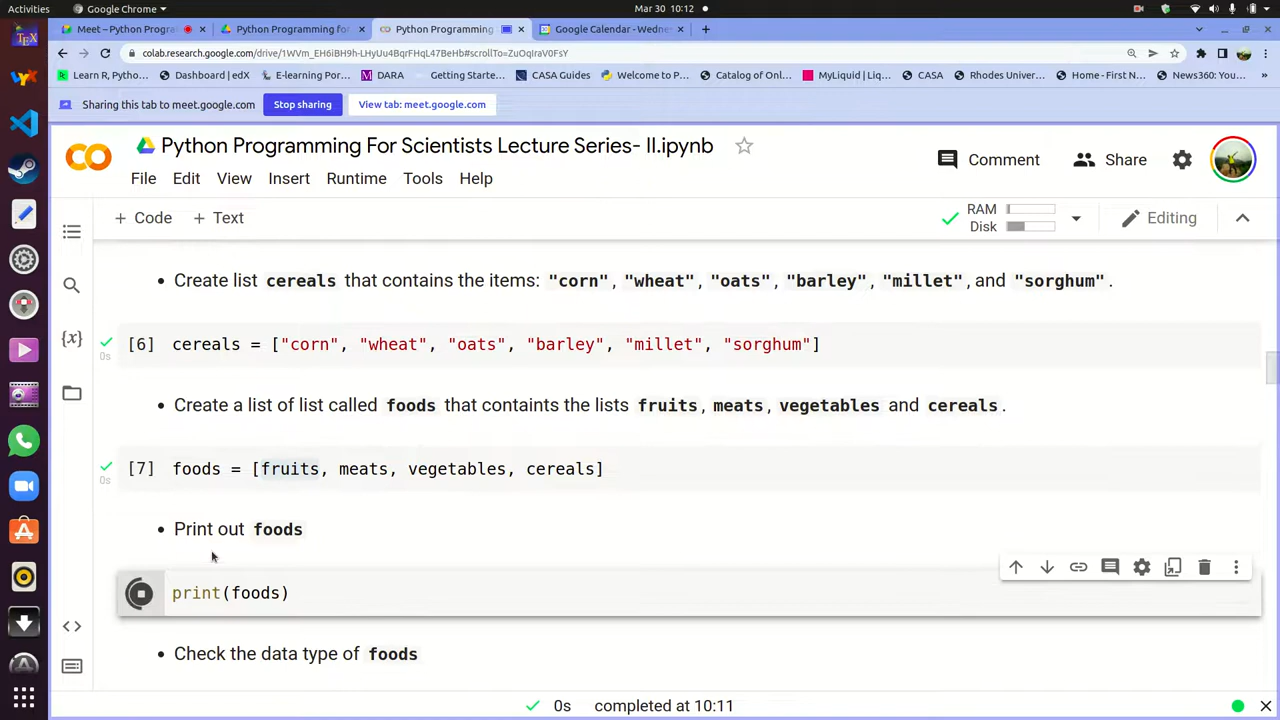 Activities
Google Chrome
Mar 30 10:12
Meet – Python Program
Python Programming for
Python Programming
Google Calendar - Wedne
colab.research.google.com/drive/1WVm_EH6iBH9h-LHyUu4BqrFHqL47BeHb#scrollTo=ZuOqIraV0FsY
Learn R, Pytho...
Dashboard | edX
E-learning Por...
DARA
Getting Starte...
CASA Guides
Welcome to P...
Catalog of Onl...
MyLiquid | Liq...
CASA
Rhodes Univer...
Home - First N...
News360: You...
Sharing this tab to meet.google.com
Stop sharing
View tab: meet.google.com
Python Programming For Scientists Lecture Series- II.ipynb
Comment
Share
File Edit View Insert Runtime Tools Help
+ Code + Text
RAM
Disk
Editing
• Create list cereals that contains the items: "corn", "wheat", "oats", "barley", "millet", and "sorghum".
[6] cereals = ["corn", "wheat", "oats", "barley", "millet", "sorghum"]
0s
• Create a list of list called foods that containts the lists fruits, meats, vegetables and cereals.
[7] foods = [fruits, meats, vegetables, cereals]
0s
• Print out foods
print(foods)
• Check the data type of foods
0s completed at 10:11